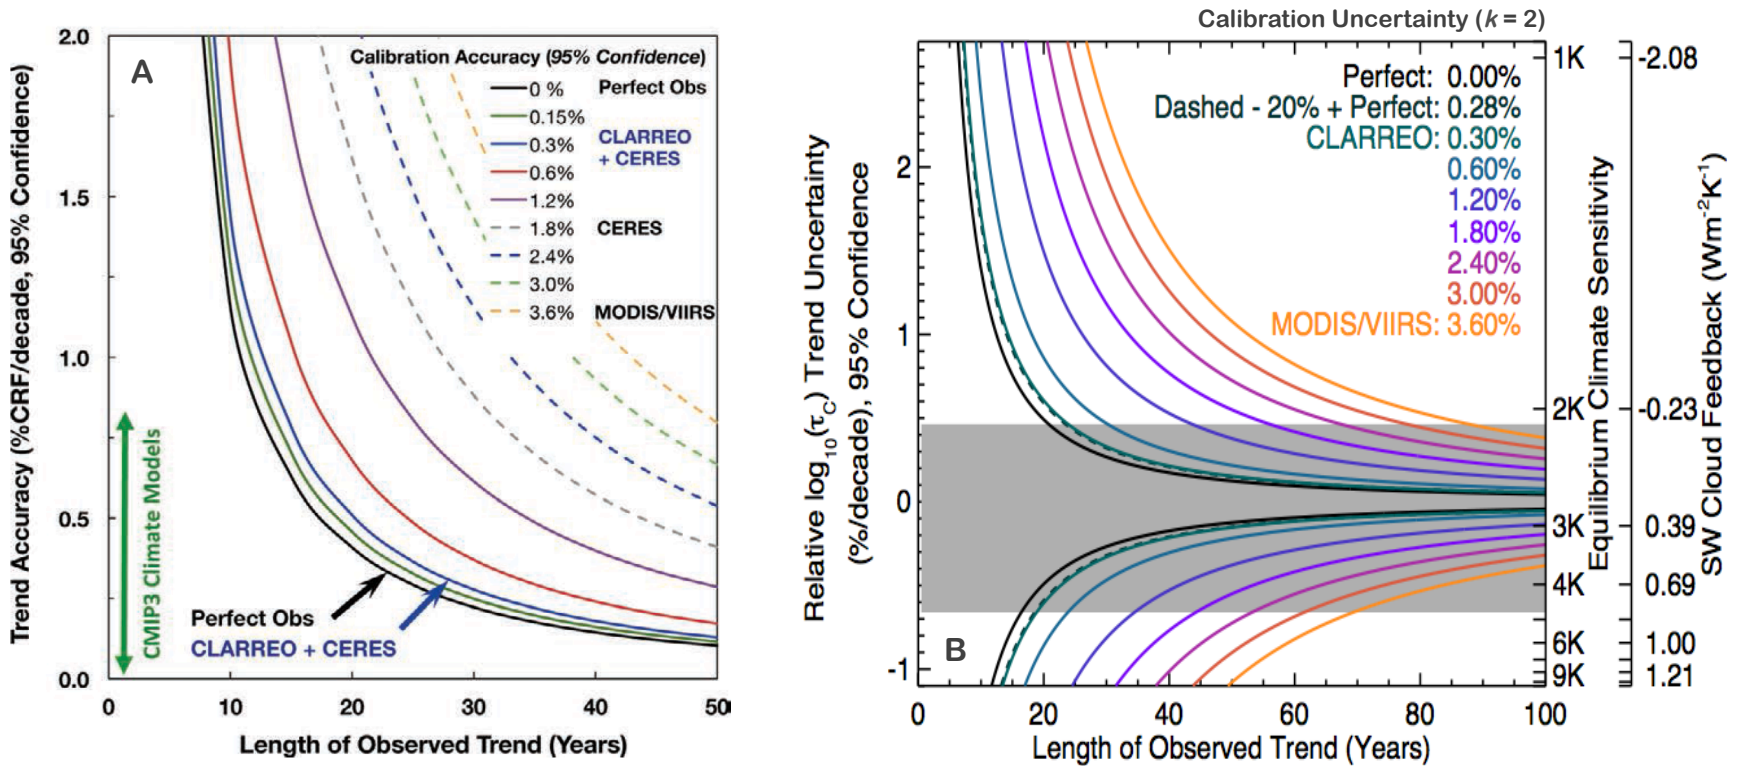 A
Trend Accuracy (%CRF/decade, 95% Confidence)
2.0
1.5
1.0
0.5
0.0
Calibration Accuracy (95% Confidence)
0 % Perfect Obs
0.15%
0.3% CLARREO
+ CERES
0.6%
1.2%
1.8% CERES
2.4%
3.0%
3.6% MODIS/VIIRS
CMIP3 Climate Models
Perfect Obs
CLARREO + CERES
0 10 20 30 40 50
Length of Observed Trend (Years)
Calibration Uncertainty (k = 2)
Relative log10(τC) Trend Uncertainty
(%/decade), 95% Confidence
2
1
0
-1
Perfect: 0.00%
Dashed - 20% + Perfect: 0.28%
CLARREO: 0.30%
0.60%
1.20%
1.80%
2.40%
3.00%
MODIS/VIIRS: 3.60%
B
0 20 40 60 80 100
Length of Observed Trend (Years)
1K
2K
3K
4K
6K
9K
Equilibrium Climate Sensitivity
-2.08
-0.23
0.39
0.69
1.00
1.21
SW Cloud Feedback (Wm-2K-1)